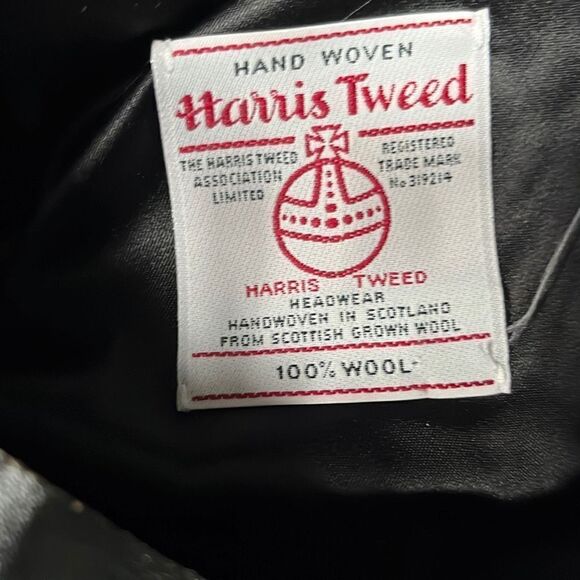 HAND WOVEN
Harris Tweed
THE HARRIS TWEED
ASSOCIATION
LIMITED
REGISTERED
TRADE MARK
No 319214
HARRIS TWEED
HEADWEAR
HANDWOVEN IN SCOTLAND
FROM SCOTTISH GROWN WOOL
100% WOOL